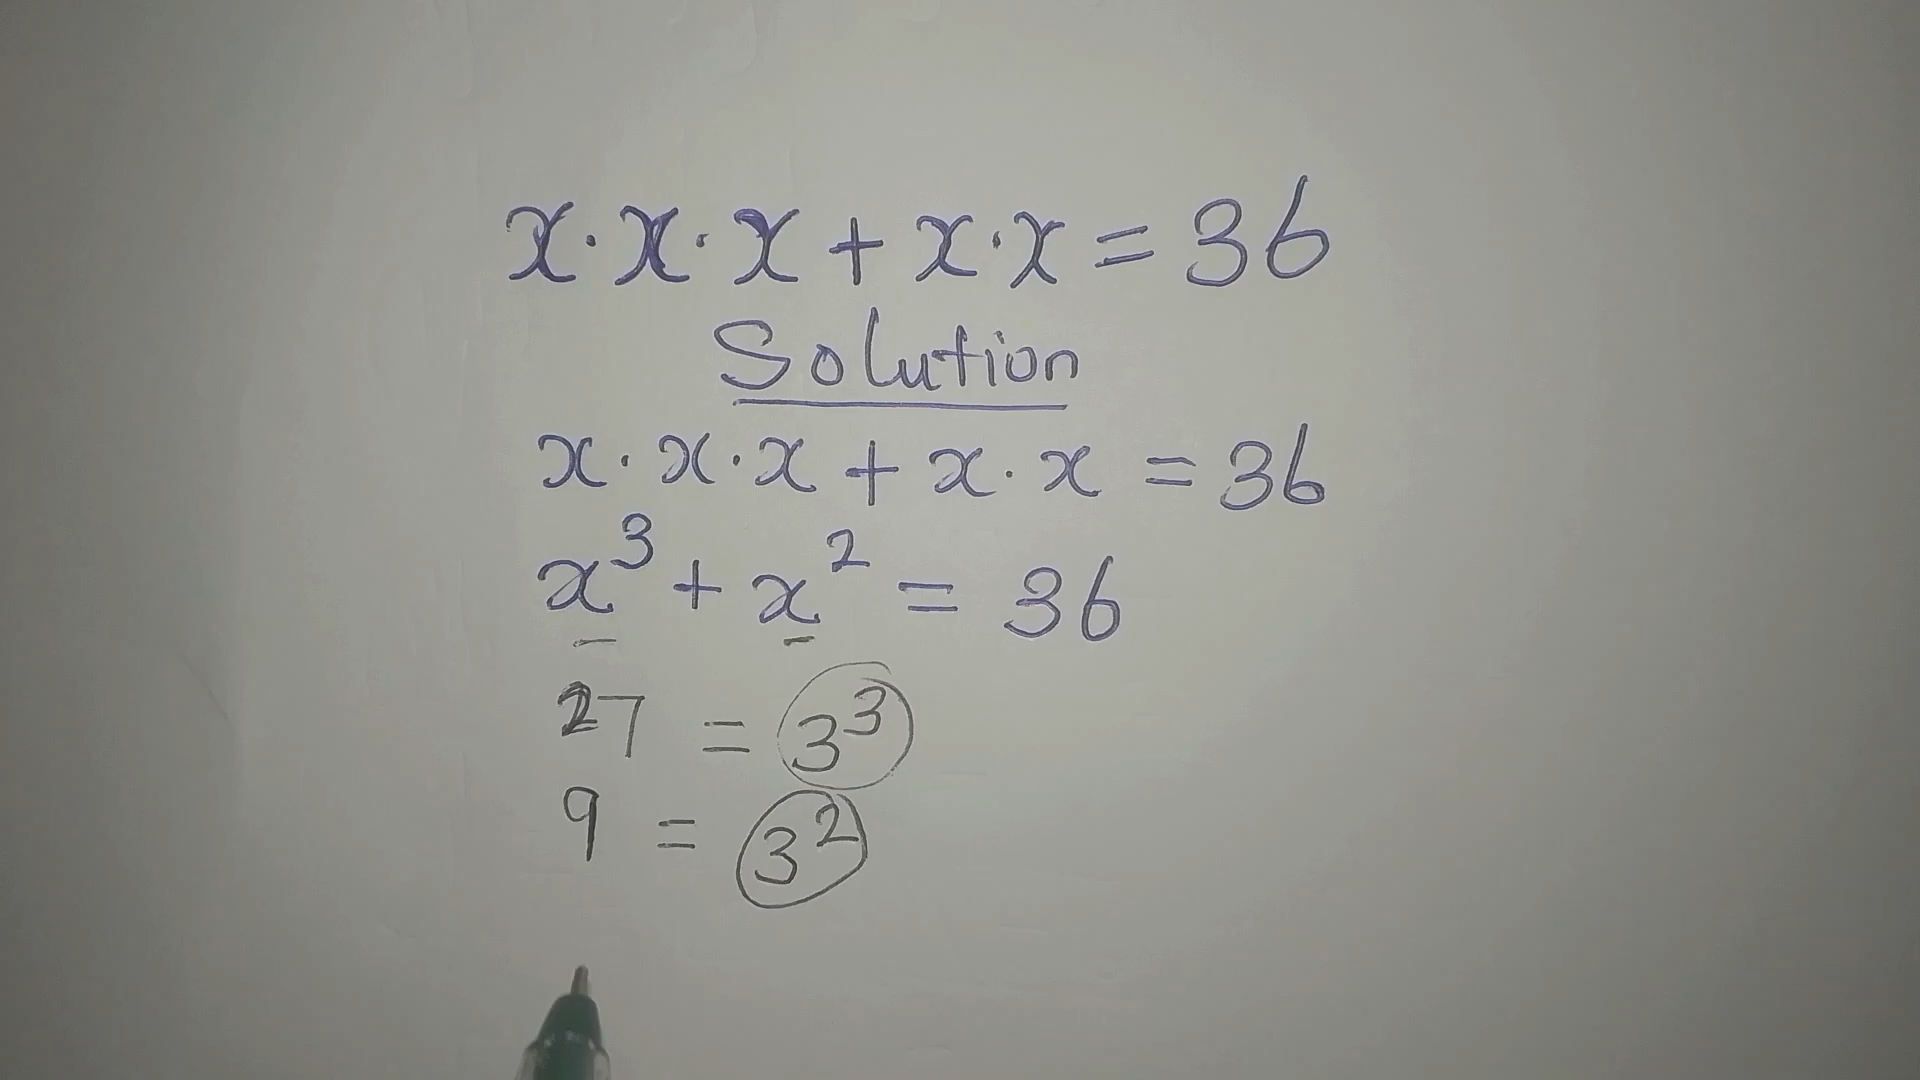 x·x·x + x·x = 36
Solution
x·x·x + x·x = 36
x³ + x² = 36
27 = 3³
9 = 3²